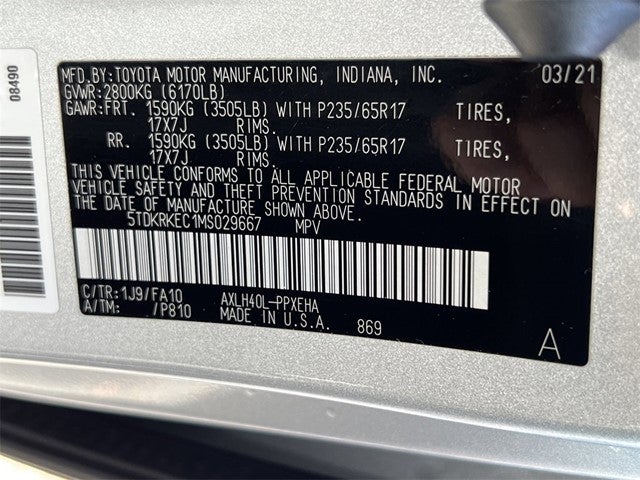 MFD.BY:TOYOTA MOTOR MANUFACTURING, INDIANA, INC. 03/21
GVWR:2800KG (6170LB)
GAWR:FRT. 1590KG (3505LB) WITH P235/65R17 TIRES,
17X7J RIMS.
RR. 1590KG (3505LB) WITH P235/65R17 TIRES,
17X7J RIMS.
THIS VEHICLE CONFORMS TO ALL APPLICABLE FEDERAL MOTOR
VEHICLE SAFETY AND THEFT PREVENTION STANDARDS IN EFFECT ON
THE DATE OF MANUFACTURE SHOWN ABOVE.
5TDKRKEC1MS029667 MPV
C/TR:1J9/FA10 AXLH40L-PPXEHA
A/TM: /P810 MADE IN U.S.A. 869 A
08490